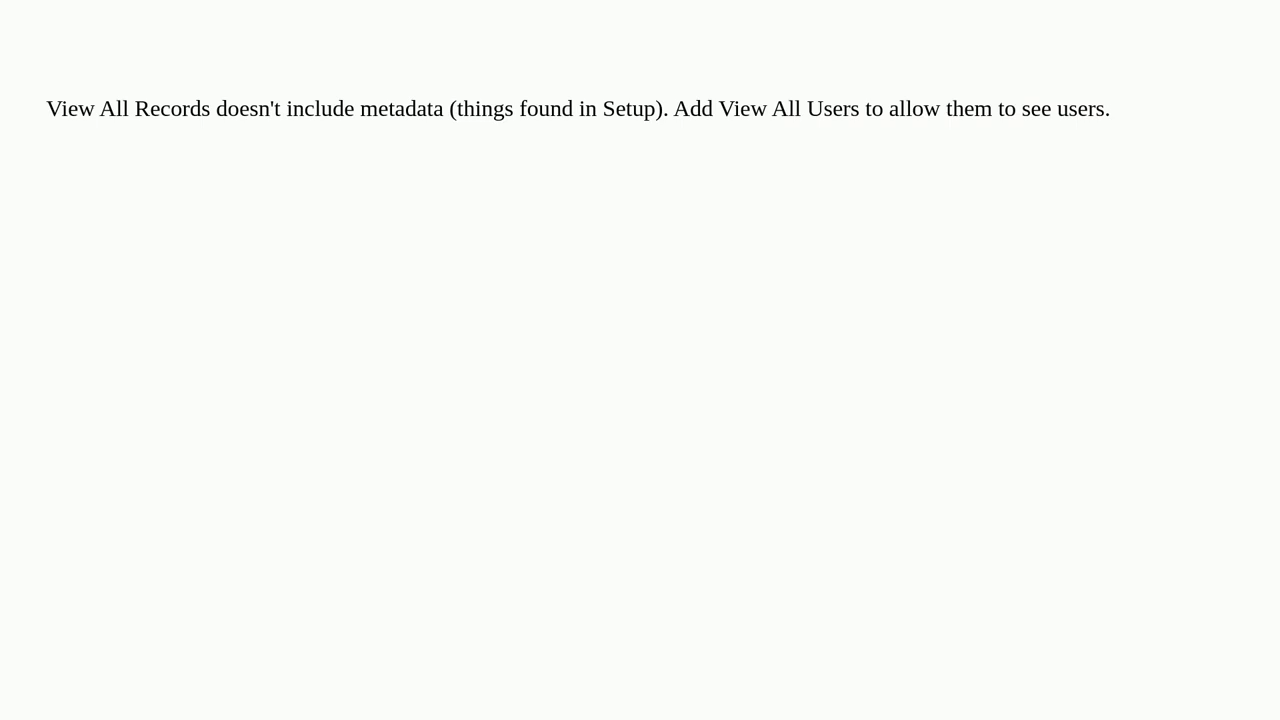 View All Records doesn't include metadata (things found in Setup). Add View All Users to allow them to see users.